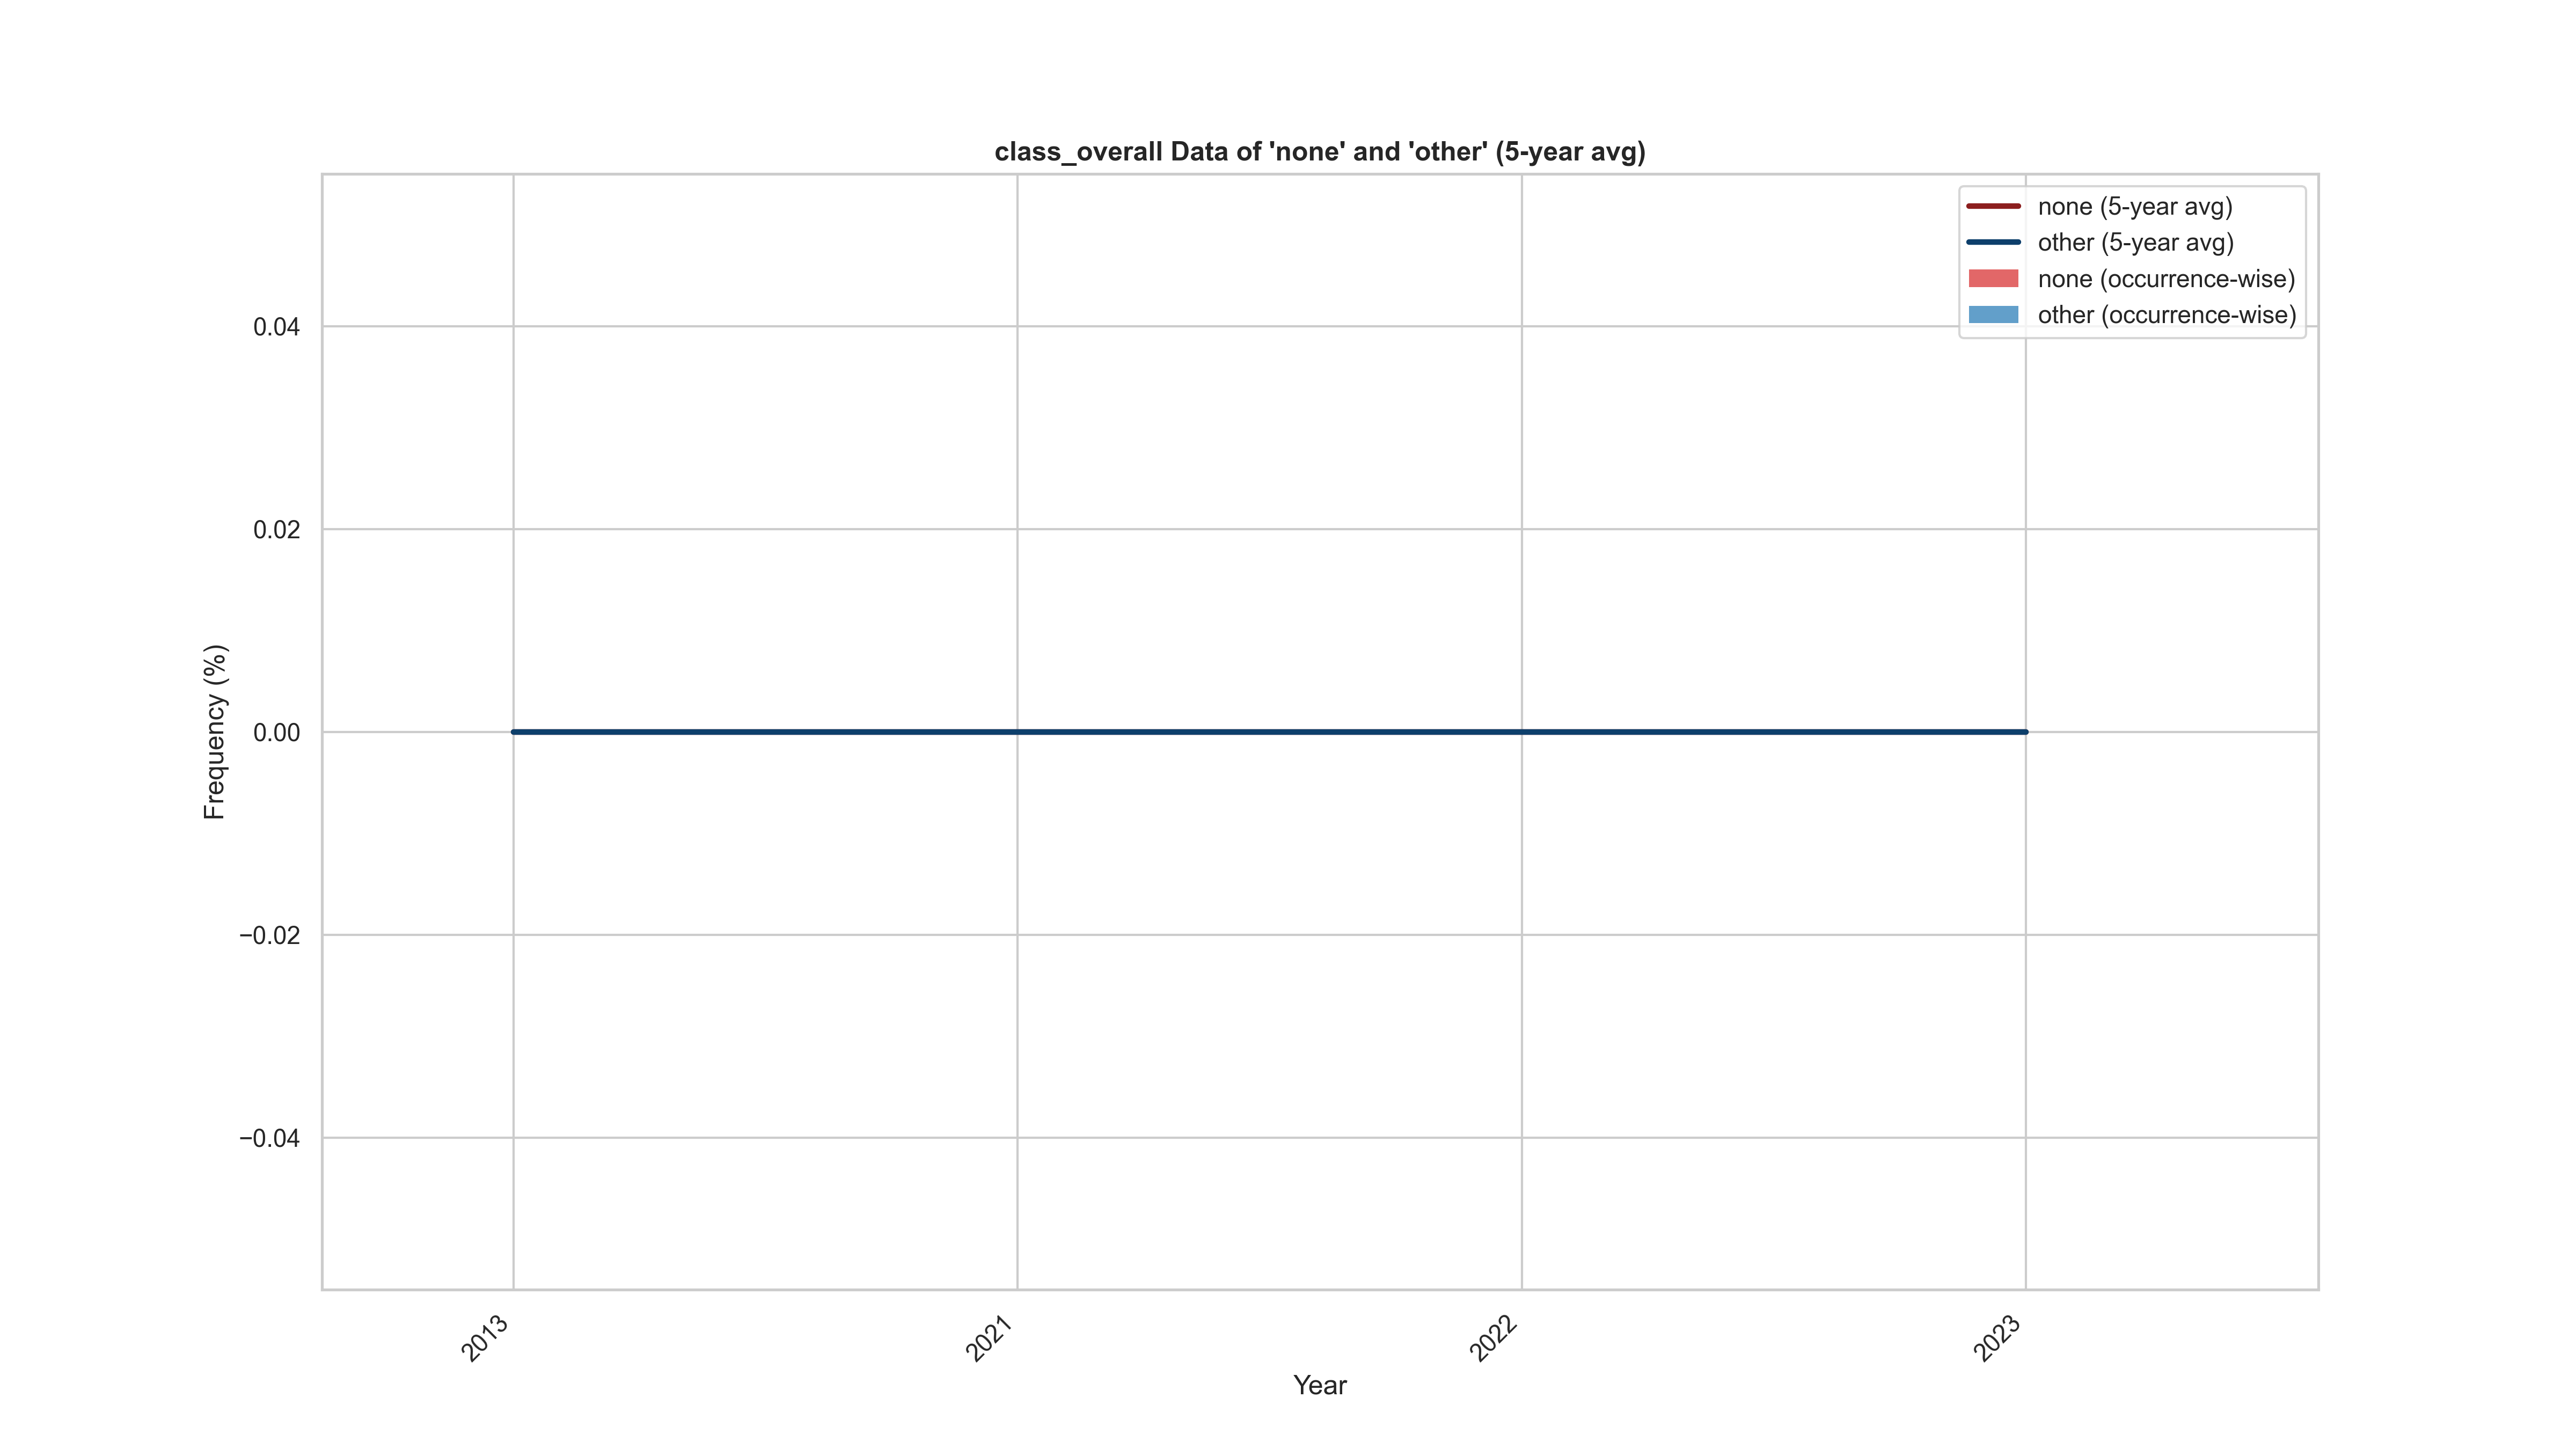 class_overall Data of 'none' and 'other' (5-year avg)
none (5-year avg)
other (5-year avg)
none (occurrence-wise)
other (occurrence-wise)
Frequency (%)
0.04
0.02
0.00
−0.02
−0.04
2013
2021
2022
2023
Year